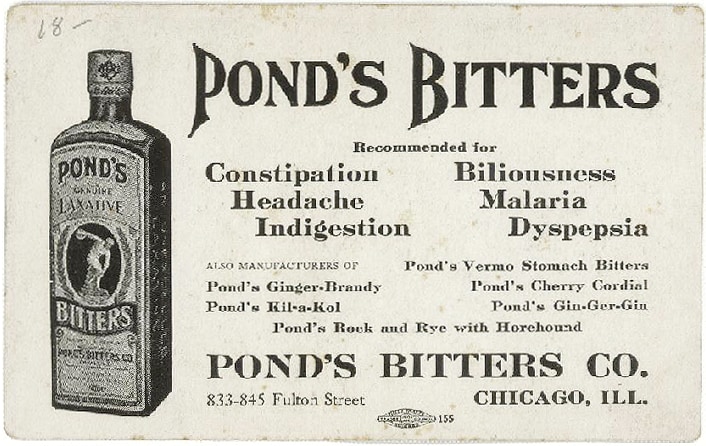 18-
POND'S BITTERS
Recommended for
Constipation Biliousness
Headache Malaria
Indigestion Dyspepsia
ALSO MANUFACTURERS OF Pond's Vermo Stomach Bitters
Pond's Ginger-Brandy Pond's Cherry Cordial
Pond's Kil-a-Kol Pond's Gin-Ger-Gin
Pond's Rock and Rye with Horehound
POND'S BITTERS CO.
833-845 Fulton Street CHICAGO, ILL.
155
POND'S
GENUINE
LAXATIVE
BITTERS
POND'S BITTERS CO.